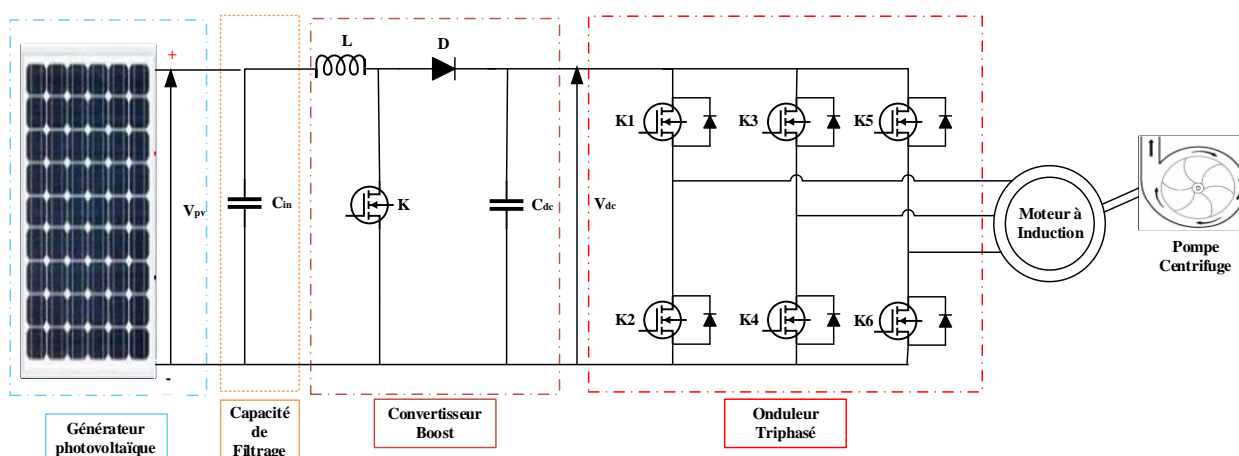 L
D
+
K1
K3
K5
Vpv
Cin
K
Cdc
Vdc
Moteur à
Induction
Pompe
Centrifuge
K2
K4
K6
-
Générateur
photovoltaïque
Capacité
de
Filtrage
Convertisseur
Boost
Onduleur
Triphasé